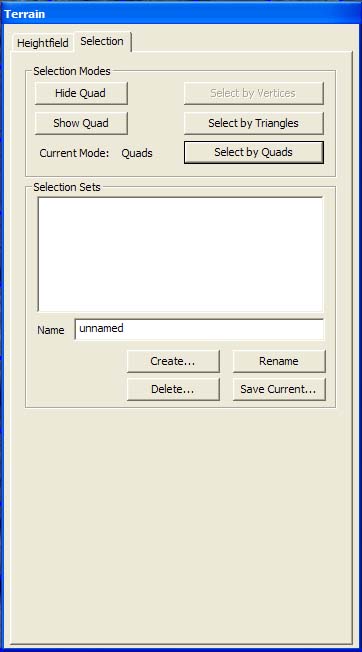 Terrain
Heightfield Selection
Selection Modes
Hide Quad Select by Vertices
Show Quad Select by Triangles
Current Mode: Quads Select by Quads
Selection Sets
Name unnamed
Create... Rename
Delete... Save Current...